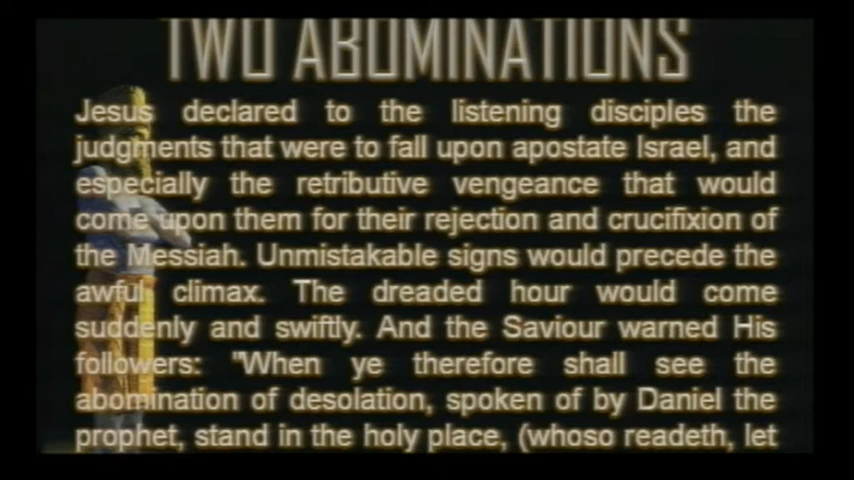 TWO ABOMINATIONS
Jesus declared to the listening disciples the
judgments that were to fall upon apostate Israel, and
especially the retributive vengeance that would
come upon them for their rejection and crucifixion of
the Messiah. Unmistakable signs would precede the
awful climax. The dreaded hour would come
suddenly and swiftly. And the Saviour warned His
followers: "When ye therefore shall see the
abomination of desolation, spoken of by Daniel the
prophet, stand in the holy place, (whoso readeth, let